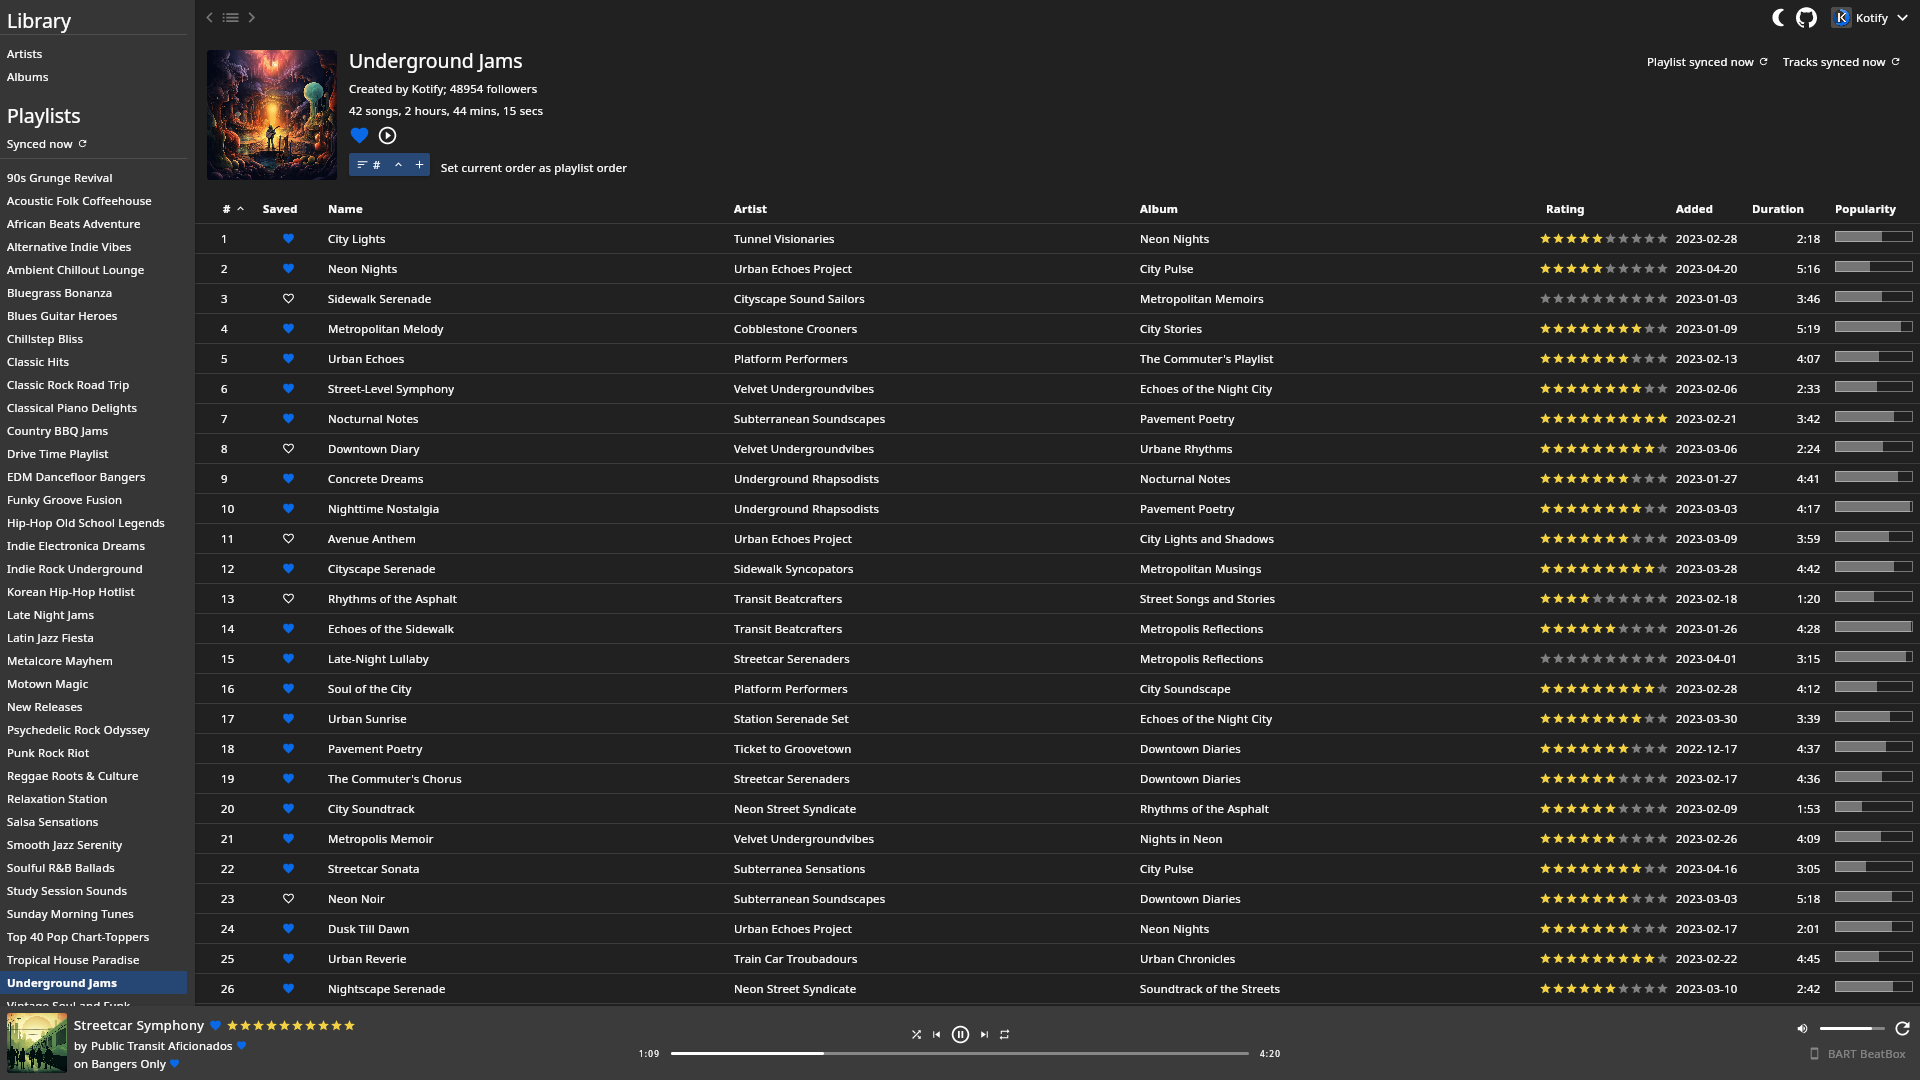 Library
Artists
Albums
Playlists
Synced now
90s Grunge Revival
Acoustic Folk Coffeehouse
African Beats Adventure
Alternative Indie Vibes
Ambient Chillout Lounge
Bluegrass Bonanza
Blues Guitar Heroes
Chillstep Bliss
Classic Hits
Classic Rock Road Trip
Classical Piano Delights
Country BBQ Jams
Drive Time Playlist
EDM Dancefloor Bangers
Funky Groove Fusion
Hip-Hop Old School Legends
Indie Electronica Dreams
Indie Rock Underground
Korean Hip-Hop Hotlist
Late Night Jams
Latin Jazz Fiesta
Metalcore Mayhem
Motown Magic
New Releases
Psychedelic Rock Odyssey
Punk Rock Riot
Reggae Roots & Culture
Relaxation Station
Salsa Sensations
Smooth Jazz Serenity
Soulful R&B Ballads
Study Session Sounds
Sunday Morning Tunes
Top 40 Pop Chart-Toppers
Tropical House Paradise
Underground Jams
Vintage Soul and Funk
K Kotify
Underground Jams
Playlist synced now Tracks synced now
Created by Kotify; 48954 followers
42 songs, 2 hours, 44 mins, 15 secs
# +
Set current order as playlist order
# Saved Name Artist Album Rating Added Duration Popularity
1 City Lights Tunnel Visionaries Neon Nights 2023-02-28 2:18
2 Neon Nights Urban Echoes Project City Pulse 2023-04-20 5:16
3 Sidewalk Serenade Cityscape Sound Sailors Metropolitan Memoirs 2023-01-03 3:46
4 Metropolitan Melody Cobblestone Crooners City Stories 2023-01-09 5:19
5 Urban Echoes Platform Performers The Commuter's Playlist 2023-02-13 4:07
6 Street-Level Symphony Velvet Undergroundvibes Echoes of the Night City 2023-02-06 2:33
7 Nocturnal Notes Subterranean Soundscapes Pavement Poetry 2023-02-21 3:42
8 Downtown Diary Velvet Undergroundvibes Urbane Rhythms 2023-03-06 2:24
9 Concrete Dreams Underground Rhapsodists Nocturnal Notes 2023-01-27 4:41
10 Nighttime Nostalgia Underground Rhapsodists Pavement Poetry 2023-03-03 4:17
11 Avenue Anthem Urban Echoes Project City Lights and Shadows 2023-03-09 3:59
12 Cityscape Serenade Sidewalk Syncopators Metropolitan Musings 2023-03-28 4:42
13 Rhythms of the Asphalt Transit Beatcrafters Street Songs and Stories 2023-02-18 1:20
14 Echoes of the Sidewalk Transit Beatcrafters Metropolis Reflections 2023-01-26 4:28
15 Late-Night Lullaby Streetcar Serenaders Metropolis Reflections 2023-04-01 3:15
16 Soul of the City Platform Performers City Soundscape 2023-02-28 4:12
17 Urban Sunrise Station Serenade Set Echoes of the Night City 2023-03-30 3:39
18 Pavement Poetry Ticket to Groovetown Downtown Diaries 2022-12-17 4:37
19 The Commuter's Chorus Streetcar Serenaders Downtown Diaries 2023-02-17 4:36
20 City Soundtrack Neon Street Syndicate Rhythms of the Asphalt 2023-02-09 1:53
21 Metropolis Memoir Velvet Undergroundvibes Nights in Neon 2023-02-26 4:09
22 Streetcar Sonata Subterranea Sensations City Pulse 2023-04-16 3:05
23 Neon Noir Subterranean Soundscapes Downtown Diaries 2023-03-03 5:18
24 Dusk Till Dawn Urban Echoes Project Neon Nights 2023-02-17 2:01
25 Urban Reverie Train Car Troubadours Urban Chronicles 2023-02-22 4:45
26 Nightscape Serenade Neon Street Syndicate Soundtrack of the Streets 2023-03-10 2:42
Streetcar Symphony
by Public Transit Aficionados
on Bangers Only
1:09 4:20
BART BeatBox